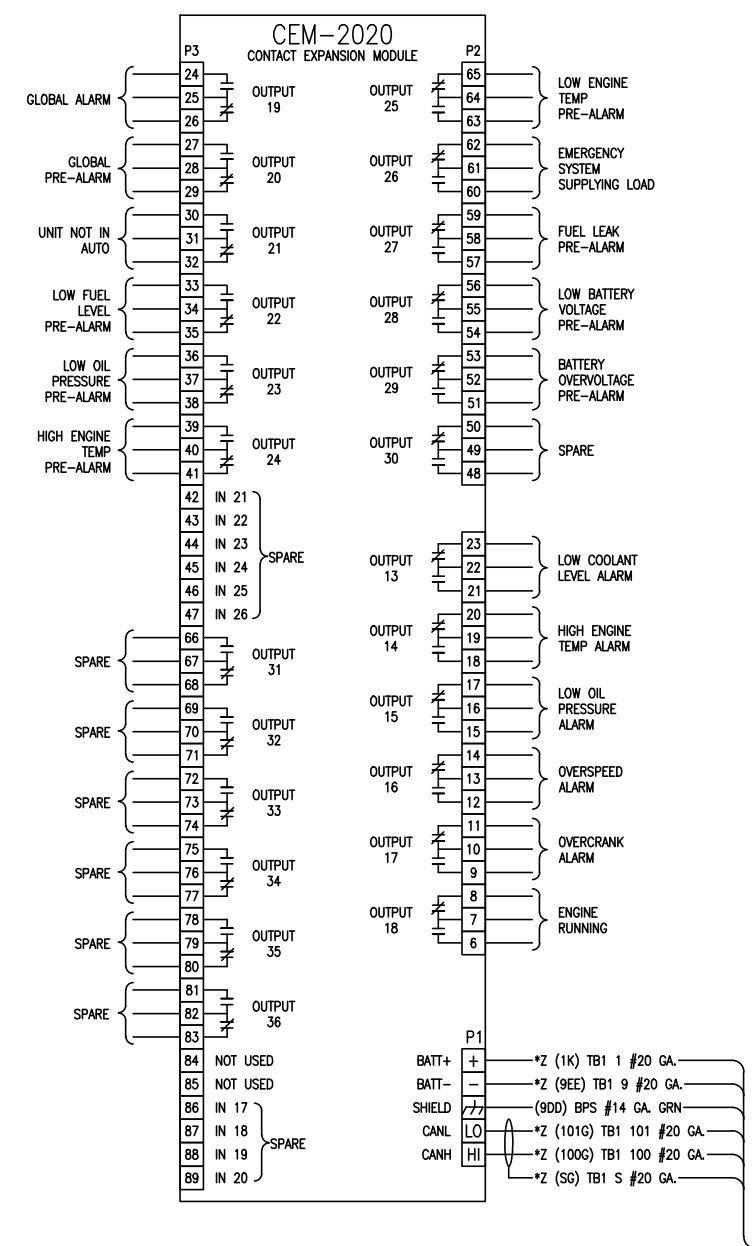 CEM-2020
CONTACT EXPANSION MODULE
P3
24
25
26
GLOBAL ALARM
OUTPUT
19
27
28
29
GLOBAL
PRE-ALARM
OUTPUT
20
30
31
32
UNIT NOT IN
AUTO
OUTPUT
21
33
34
35
LOW FUEL
LEVEL
PRE-ALARM
OUTPUT
22
36
37
38
LOW OIL
PRESSURE
PRE-ALARM
OUTPUT
23
39
40
41
HIGH ENGINE
TEMP
PRE-ALARM
OUTPUT
24
42 IN 21
43 IN 22
44 IN 23
45 IN 24
46 IN 25
47 IN 26
SPARE
66
67
68
SPARE
OUTPUT
31
69
70
71
SPARE
OUTPUT
32
72
73
74
SPARE
OUTPUT
33
75
76
77
SPARE
OUTPUT
34
78
79
80
SPARE
OUTPUT
35
81
82
83
SPARE
OUTPUT
36
84 NOT USED
85 NOT USED
86 IN 17
87 IN 18
88 IN 19
89 IN 20
SPARE
P2
OUTPUT
25
65
64
63
LOW ENGINE
TEMP
PRE-ALARM
OUTPUT
26
62
61
60
EMERGENCY
SYSTEM
SUPPLYING LOAD
OUTPUT
27
59
58
57
FUEL LEAK
PRE-ALARM
OUTPUT
28
56
55
54
LOW BATTERY
VOLTAGE
PRE-ALARM
OUTPUT
29
53
52
51
BATTERY
OVERVOLTAGE
PRE-ALARM
OUTPUT
30
50
49
48
SPARE
OUTPUT
13
23
22
21
LOW COOLANT
LEVEL ALARM
OUTPUT
14
20
19
18
HIGH ENGINE
TEMP ALARM
OUTPUT
15
17
16
15
LOW OIL
PRESSURE
ALARM
OUTPUT
16
14
13
12
OVERSPEED
ALARM
OUTPUT
17
11
10
9
OVERCRANK
ALARM
OUTPUT
18
8
7
6
ENGINE
RUNNING
P1
BATT+ + *Z (1K) TB1 1 #20 GA.
BATT- - *Z (9EE) TB1 9 #20 GA.
SHIELD (9DD) BPS #14 GA. GRN
CANL LO *Z (101G) TB1 101 #20 GA.
CANH HI *Z (100G) TB1 100 #20 GA.
*Z (SG) TB1 S #20 GA.